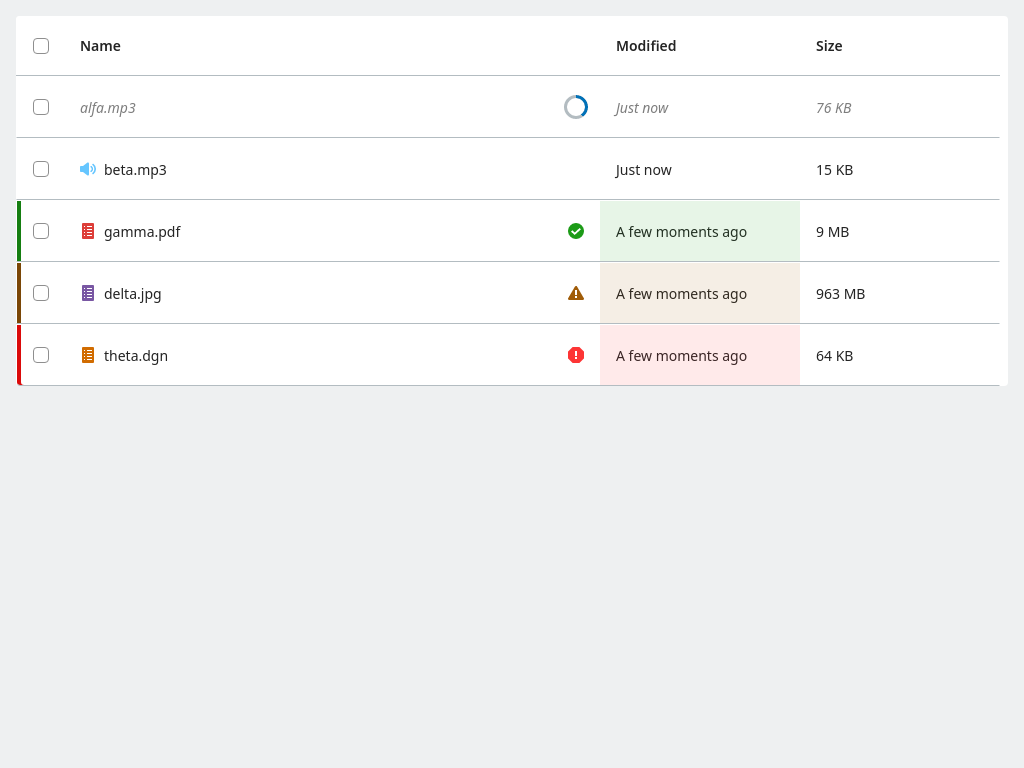 Name Modified Size
alfa.mp3 Just now 76 KB
beta.mp3 Just now 15 KB
gamma.pdf A few moments ago 9 MB
delta.jpg A few moments ago 963 MB
theta.dgn A few moments ago 64 KB